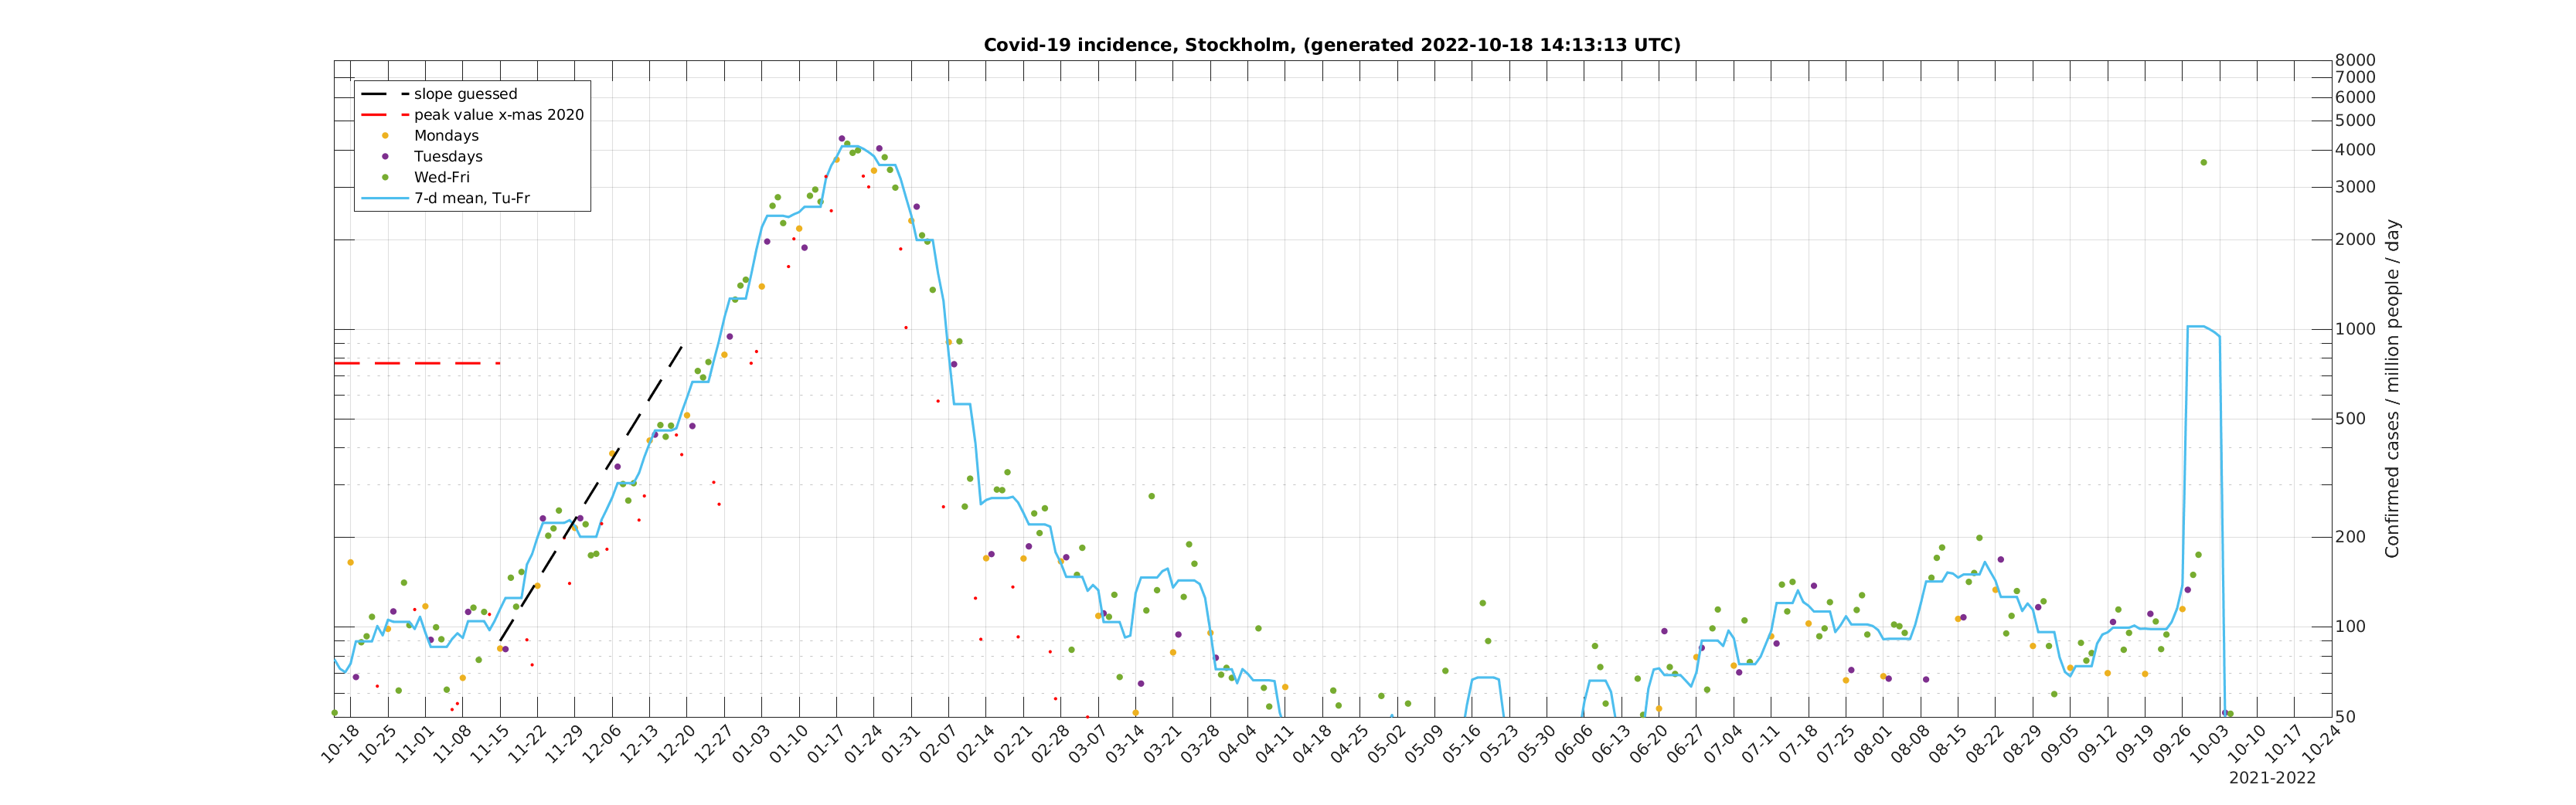 Covid-19 incidence, Stockholm, (generated 2022-10-18 14:13:13 UTC)
slope guessed
peak value x-mas 2020
Mondays
Tuesdays
Wed-Fri
7-d mean, Tu-Fr
8000
7000
6000
5000
4000
3000
2000
1000
500
200
100
50
Confirmed cases / million people / day
10-18 10-25 11-01 11-08 11-15 11-22 11-29 12-06 12-13 12-20 12-27 01-03 01-10 01-17 01-24 01-31 02-07 02-14 02-21 02-28 03-07 03-14 03-21 03-28 04-04 04-11 04-18 04-25 05-02 05-09 05-16 05-23 05-30 06-06 06-13 06-20 06-27 07-04 07-11 07-18 07-25 08-01 08-08 08-15 08-22 08-29 09-05 09-12 09-19 09-26 10-03 10-10 10-17 10-24
2021-2022